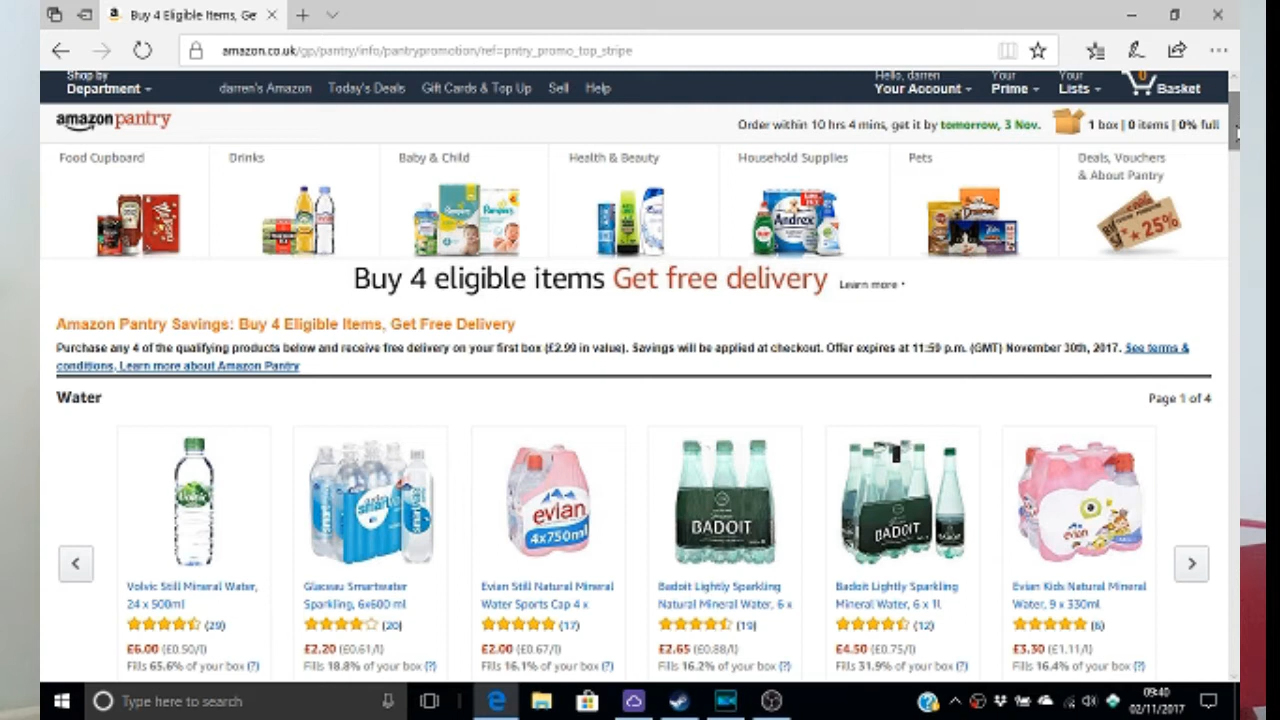 Buy 4 Eligible Items, Ge
amazon.co.uk/gp/pantry/info/pantrypromotion/ref=pntry_promo_top_stripe
Shop by
Department
darren's Amazon Today's Deals Gift Cards & Top Up Sell Help
Hello, darren
Your Account
Your
Prime
Your
Lists
0
Basket
amazonpantry
Order within 10 hrs 4 mins, get it by tomorrow, 3 Nov.
1 box | 0 items | 0% full
Food Cupboard
Drinks
Baby & Child
Health & Beauty
Household Supplies
Pets
Deals, Vouchers
& About Pantry
Pampers
Pampers
Andrex
25%
Buy 4 eligible items Get free delivery Learn more
Amazon Pantry Savings: Buy 4 Eligible Items, Get Free Delivery
Purchase any 4 of the qualifying products below and receive free delivery on your first box (£2.99 in value). Savings will be applied at checkout. Offer expires at 11:59 p.m. (GMT) November 30th, 2017. See terms &
conditions. Learn more about Amazon Pantry
Water
Page 1 of 4
Volvic
smart
evian
4x750ml
BADOIT
BADOIT
evian
Volvic Still Mineral Water,
24 x 500ml
(29)
£6.00 (£0.50/l)
Fills 65.6% of your box (?)
Glaceau Smartwater
Sparkling, 6x600 ml
(20)
£2.20 (£0.61/l)
Fills 18.8% of your box (?)
Evian Still Natural Mineral
Water Sports Cap 4 x
(17)
£2.00 (£0.67/l)
Fills 16.1% of your box (?)
Badoit Lightly Sparkling
Natural Mineral Water, 6 x
(19)
£2.65 (£0.88/l)
Fills 16.2% of your box (?)
Badoit Lightly Sparkling
Mineral Water, 6 x 1l
(12)
£4.50 (£0.75/l)
Fills 31.9% of your box (?)
Evian Kids Natural Mineral
Water, 9 x 330ml
(6)
£3.30 (£1.11/l)
Fills 16.4% of your box (?)
Type here to search
09:40
02/11/2017